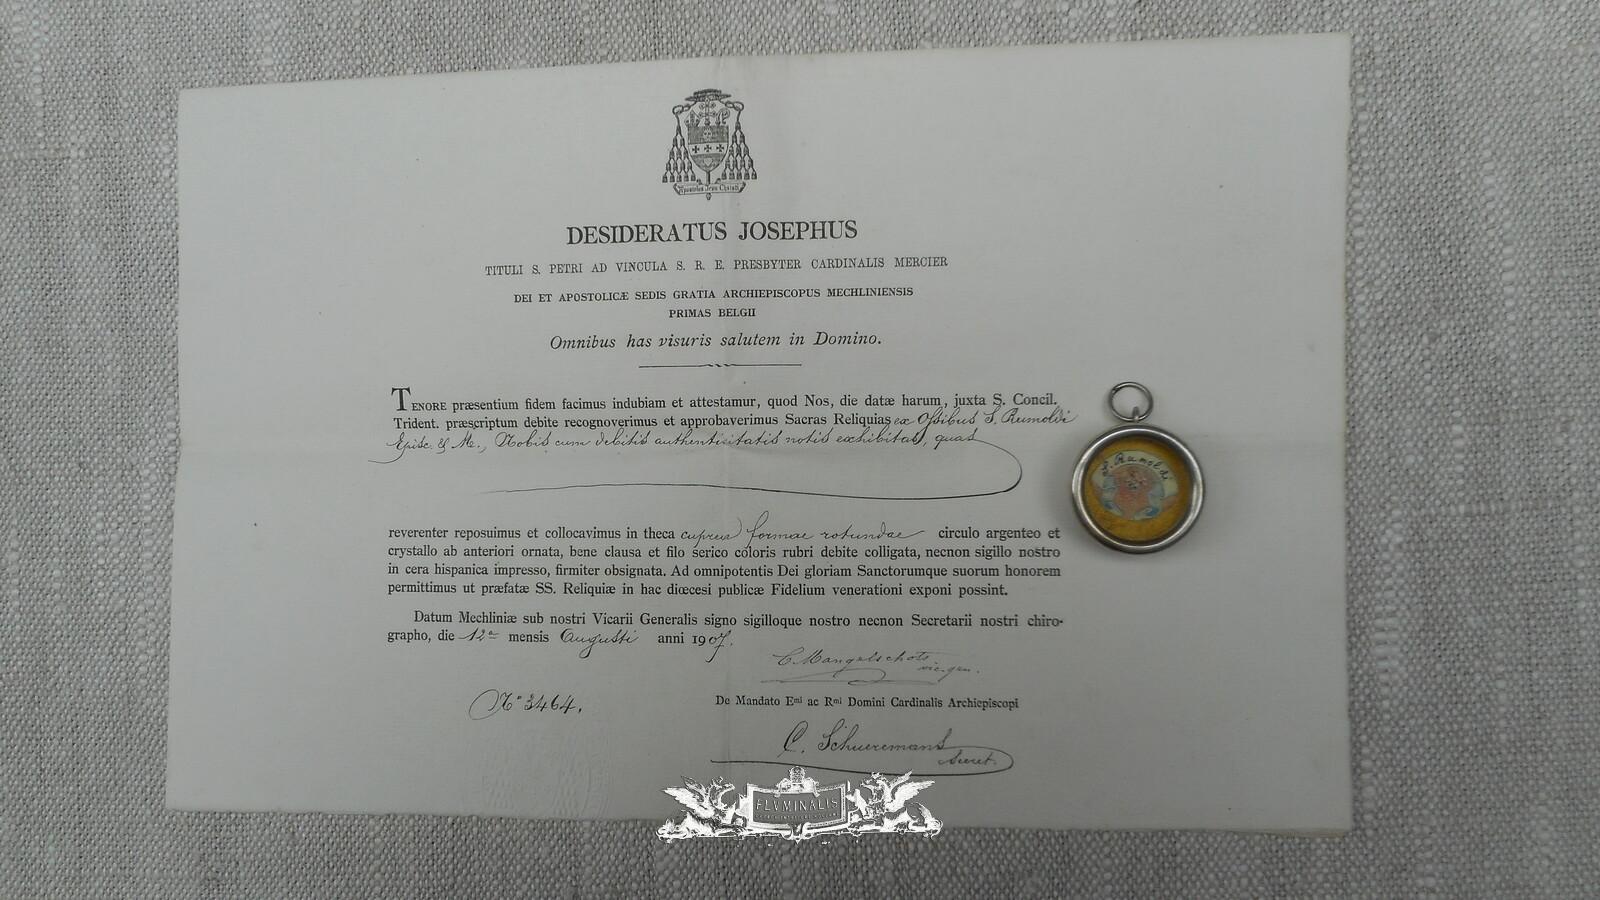 Apostolus Jesu Christi
DESIDERATUS JOSEPHUS
TITULI S. PETRI AD VINCULA S. R. E. PRESBYTER CARDINALIS MERCIER
DEI ET APOSTOLICÆ SEDIS GRATIA ARCHIEPISCOPUS MECHLINIENSIS
PRIMAS BELGII
Omnibus has visuris salutem in Domino.
TENORE præsentium fidem facimus indubiam et attestamur, quod Nos, die datæ harum, juxta S. Concil.
Trident. præscriptum debite recognoverimus et approbaverimus Sacras Reliquias ex Ossibus S. Rumoldi
Episc. & M., Nobis cum debitis authenticitatis notis exhibitas, quas
reverenter reposuimus et collocavimus in theca cuprea formae rotundae circulo argenteo et
crystallo ab anteriori ornata, bene clausa et filo serico coloris rubri debite colligata, necnon sigillo nostro
in cera hispanica impresso, firmiter obsignata. Ad omnipotentis Dei gloriam Sanctorumque suorum honorem
permittimus ut præfatæ SS. Reliquiæ in hac diœcesi publicæ Fidelium venerationi exponi possint.
Datum Mechliniæ sub nostri Vicarii Generalis signo sigilloque nostro necnon Secretarii nostri chiro-
grapho, die 12a mensis Augusti anni 1907.
C. Mangelschots
vic. gen.
N° 3464.
De Mandato Emi ac Rmi Domini Cardinalis Archiepiscopi
C. Schueremans
Secret.
S. Rumoldi
FLVMINALIS